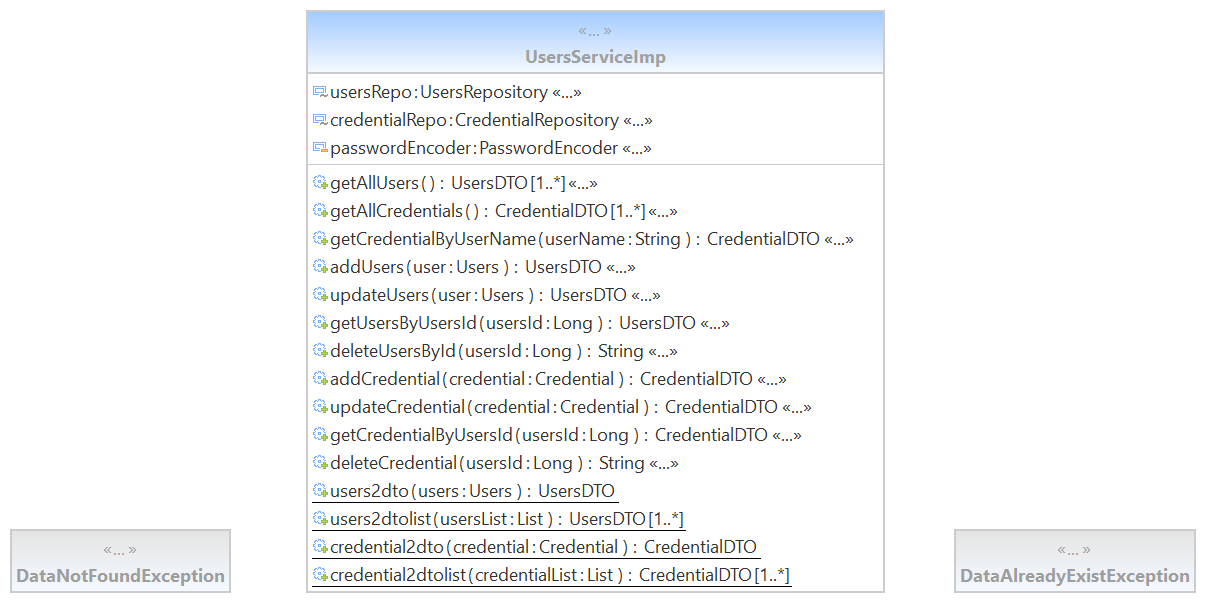 «... »
UsersServiceImp
usersRepo:UsersRepository «...»
credentialRepo:CredentialRepository «...»
passwordEncoder:PasswordEncoder «...»
getAllUsers( ) : UsersDTO[1..*]«...»
getAllCredentials( ) : CredentialDTO[1..*]«...»
getCredentialByUserName(userName:String ) : CredentialDTO «...»
addUsers(user:Users ) : UsersDTO «...»
updateUsers(user:Users ) : UsersDTO «...»
getUsersByUsersId(usersId:Long ) : UsersDTO «...»
deleteUsersById(usersId:Long ) : String «...»
addCredential(credential:Credential ) : CredentialDTO «...»
updateCredential(credential:Credential ) : CredentialDTO «...»
getCredentialByUsersId(usersId:Long ) : CredentialDTO «...»
deleteCredential(usersId:Long ) : String «...»
users2dto(users:Users ) : UsersDTO
users2dtolist(usersList:List ) : UsersDTO[1..*]
credential2dto(credential:Credential ) : CredentialDTO
credential2dtolist(credentialList:List ) : CredentialDTO[1..*]
«... »
DataNotFoundException
«... »
DataAlreadyExistException